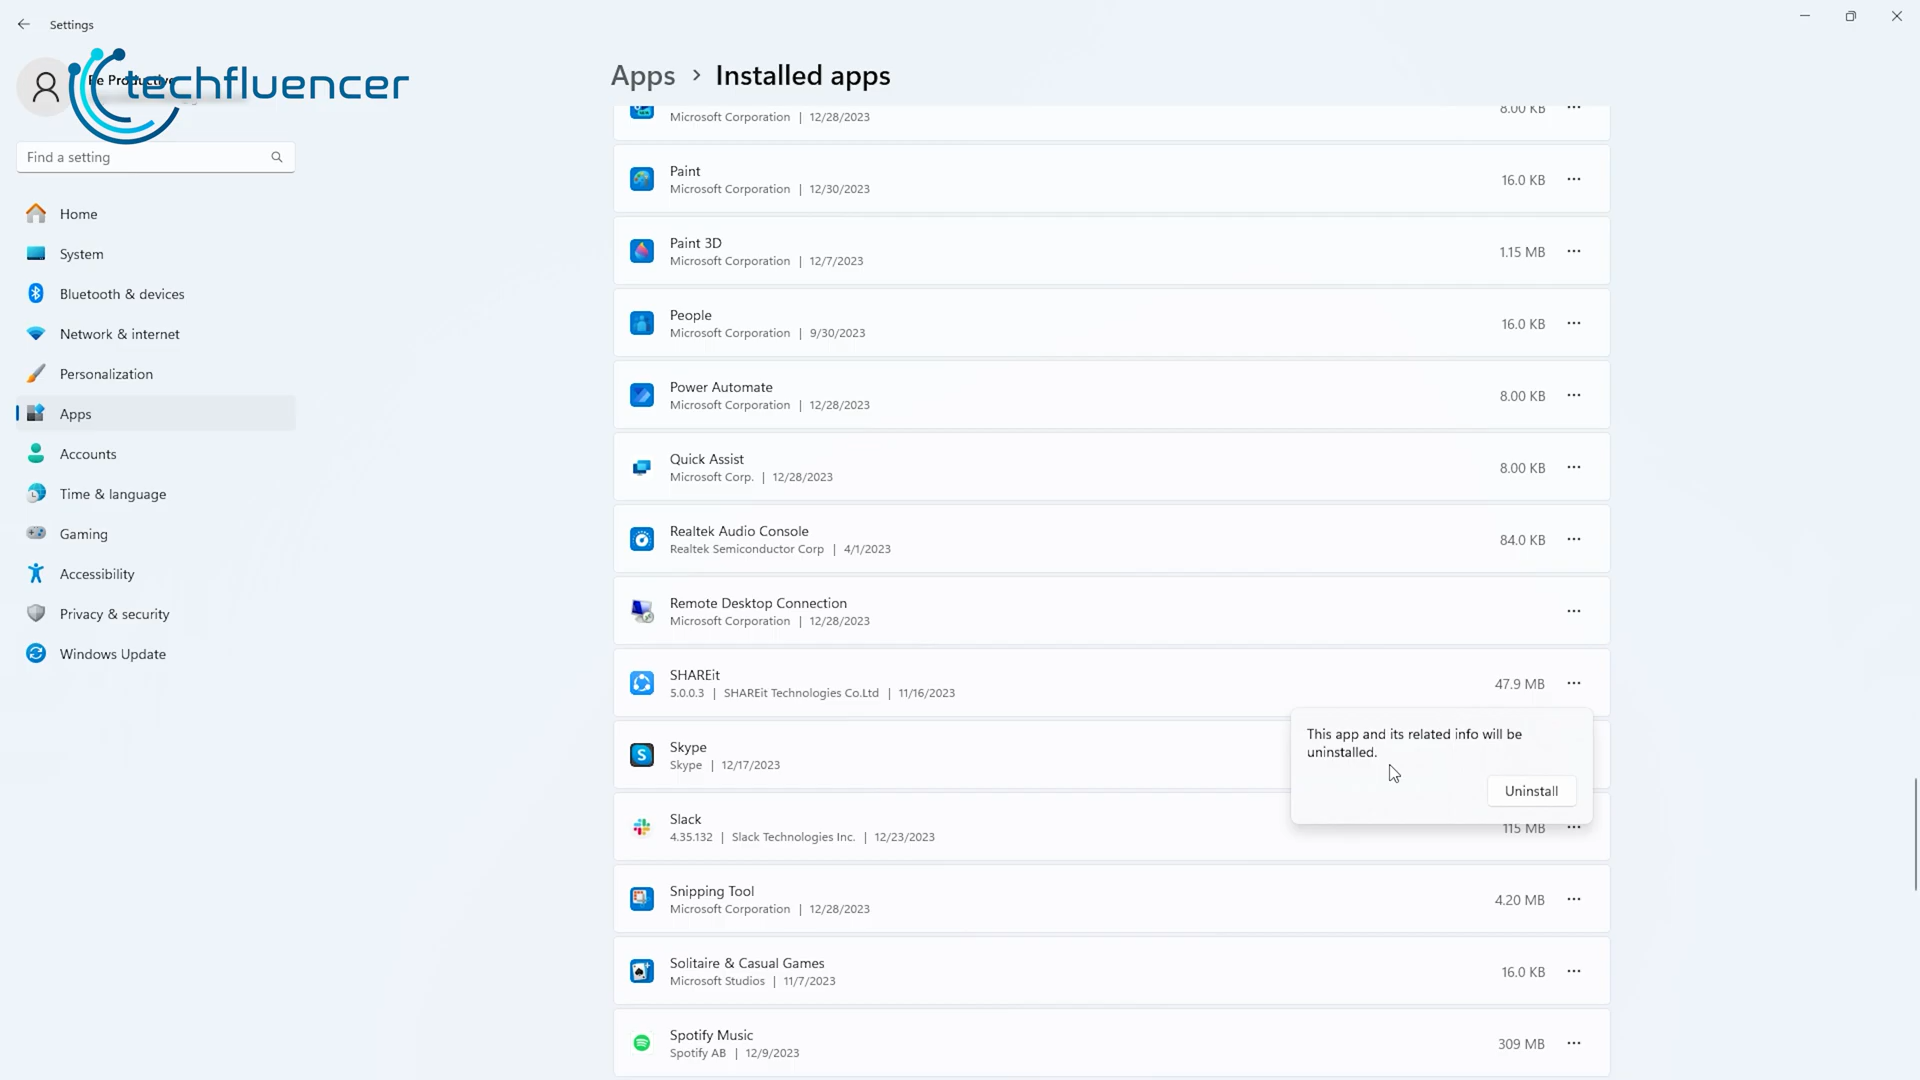 Settings
Be Productive
techfluencer
Find a setting
Home
System
Bluetooth & devices
Network & internet
Personalization
Apps
Accounts
Time & language
Gaming
Accessibility
Privacy & security
Windows Update
Apps > Installed apps
Microsoft Corporation | 12/28/2023
8.00 KB
Paint
Microsoft Corporation | 12/30/2023
16.0 KB
Paint 3D
Microsoft Corporation | 12/7/2023
1.15 MB
People
Microsoft Corporation | 9/30/2023
16.0 KB
Power Automate
Microsoft Corporation | 12/28/2023
8.00 KB
Quick Assist
Microsoft Corp. | 12/28/2023
8.00 KB
Realtek Audio Console
Realtek Semiconductor Corp | 4/1/2023
84.0 KB
Remote Desktop Connection
Microsoft Corporation | 12/28/2023
SHAREit
5.0.0.3 | SHAREit Technologies Co.Ltd | 11/16/2023
47.9 MB
This app and its related info will be
uninstalled.
Uninstall
Skype
Skype | 12/17/2023
Slack
4.35.132 | Slack Technologies Inc. | 12/23/2023
115 MB
Snipping Tool
Microsoft Corporation | 12/28/2023
4.20 MB
Solitaire & Casual Games
Microsoft Studios | 11/7/2023
16.0 KB
Spotify Music
Spotify AB | 12/9/2023
309 MB